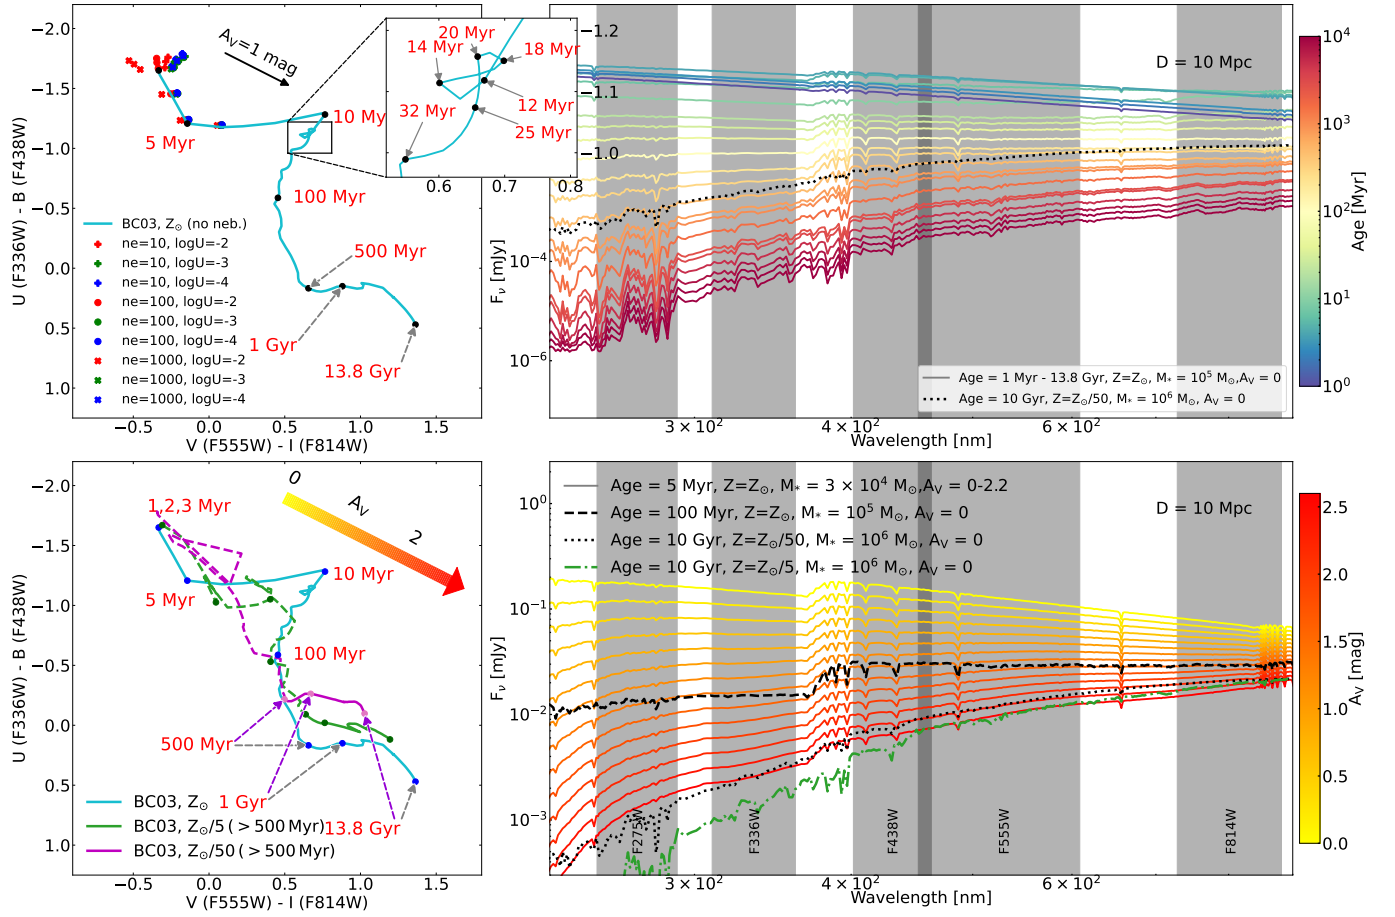 −2.0
−1.5
−1.0
−0.5
0.0
0.5
1.0
U (F336W) - B (F438W)
−0.5
0.0
0.5
1.0
1.5
V (F555W) - I (F814W)
A_V=1 mag
5 Myr
10 My
100 Myr
500 Myr
1 Gyr
13.8 Gyr
BC03, Z⊙ (no neb.)
ne=10, logU=-2
ne=10, logU=-3
ne=10, logU=-4
ne=100, logU=-2
ne=100, logU=-3
ne=100, logU=-4
ne=1000, logU=-2
ne=1000, logU=-3
ne=1000, logU=-4
20 Myr
14 Myr
18 Myr
12 Myr
32 Myr
25 Myr
0.6
0.7
0.8
−1.2
−1.1
−1.0
D = 10 Mpc
F_ν [mJy]
10⁻⁴
10⁻⁶
Age = 1 Myr - 13.8 Gyr, Z=Z⊙, M* = 10⁵ M⊙,A_V = 0
Age = 10 Gyr, Z=Z⊙/50, M* = 10⁶ M⊙, A_V = 0
3 × 10²
4 × 10²
6 × 10²
Wavelength [nm]
10⁴
10³
10²
10¹
10⁰
Age [Myr]
−2.0
−1.5
−1.0
−0.5
0.0
0.5
1.0
U (F336W) - B (F438W)
−0.5
0.0
0.5
1.0
1.5
V (F555W) - I (F814W)
0
A_V
2
1,2,3 Myr
5 Myr
10 Myr
100 Myr
500 Myr
1 Gyr
13.8 Gyr
BC03, Z⊙
BC03, Z⊙/5 (> 500 Myr)
BC03, Z⊙/50 (> 500 Myr)
Age = 5 Myr, Z=Z⊙, M* = 3 × 10⁴ M⊙,A_V = 0-2.2
Age = 100 Myr, Z=Z⊙, M* = 10⁵ M⊙, A_V = 0
Age = 10 Gyr, Z=Z⊙/50, M* = 10⁶ M⊙, A_V = 0
Age = 10 Gyr, Z=Z⊙/5, M* = 10⁶ M⊙, A_V = 0
D = 10 Mpc
F_ν [mJy]
10⁰
10⁻¹
10⁻²
10⁻³
F275W
F336W
F438W
F555W
F814W
3 × 10²
4 × 10²
6 × 10²
Wavelength [nm]
2.5
2.0
1.5
1.0
0.5
0.0
A_V [mag]